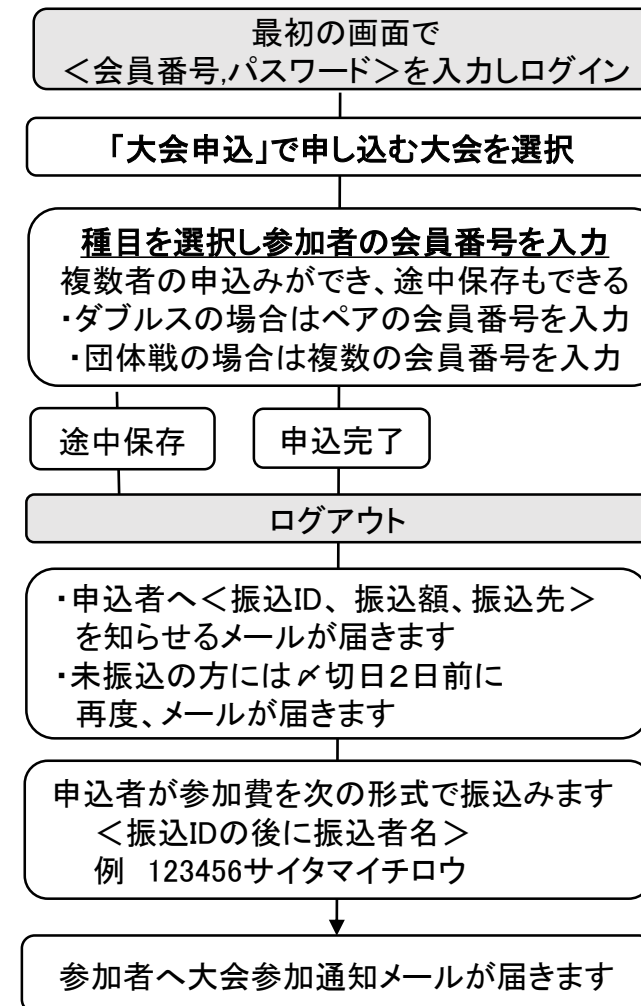 最初の画面で
＜会員番号,パスワード＞を入力しログイン
「大会申込」で申し込む大会を選択
種目を選択し参加者の会員番号を入力
複数者の申込みができ、途中保存もできる
・ダブルスの場合はペアの会員番号を入力
・団体戦の場合は複数の会員番号を入力
途中保存
申込完了
ログアウト
・申込者へ＜振込ID、振込額、振込先＞
を知らせるメールが届きます
・未振込の方には〆切日２日前に
再度、メールが届きます
申込者が参加費を次の形式で振込みます
＜振込IDの後に振込者名＞
例　123456サイタマイチロウ
参加者へ大会参加通知メールが届きます